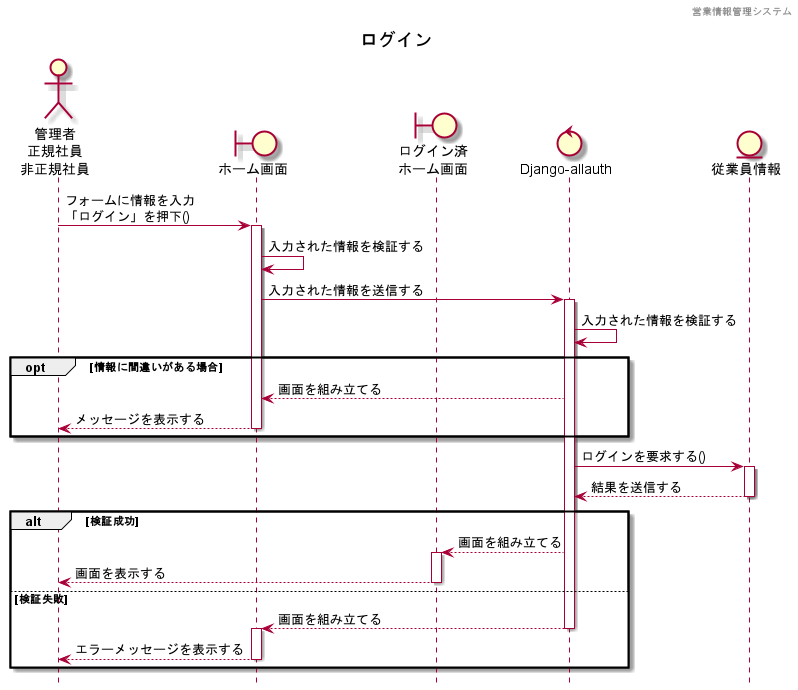 営業情報管理システム
ログイン
管理者
正規社員
非正規社員
ホーム画面
ログイン済
ホーム画面
Django-allauth
従業員情報
フォームに情報を入力
「ログイン」を押下()
入力された情報を検証する
入力された情報を送信する
入力された情報を検証する
opt [情報に間違いがある場合]
画面を組み立てる
メッセージを表示する
ログインを要求する()
結果を送信する
alt [検証成功]
画面を組み立てる
画面を表示する
[検証失敗]
画面を組み立てる
エラーメッセージを表示する